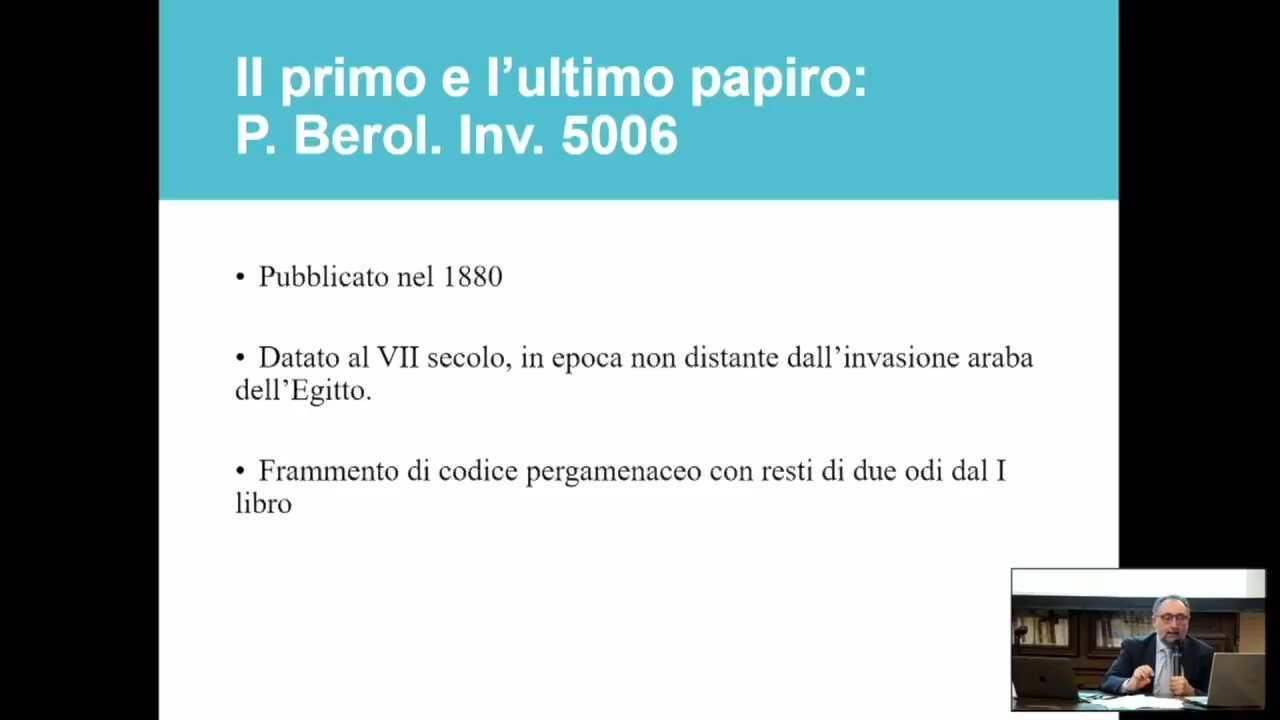 Il primo e l’ultimo papiro:
P. Berol. Inv. 5006
• Pubblicato nel 1880
• Datato al VII secolo, in epoca non distante dall’invasione araba
dell’Egitto.
• Frammento di codice pergamenaceo con resti di due odi dal I
libro